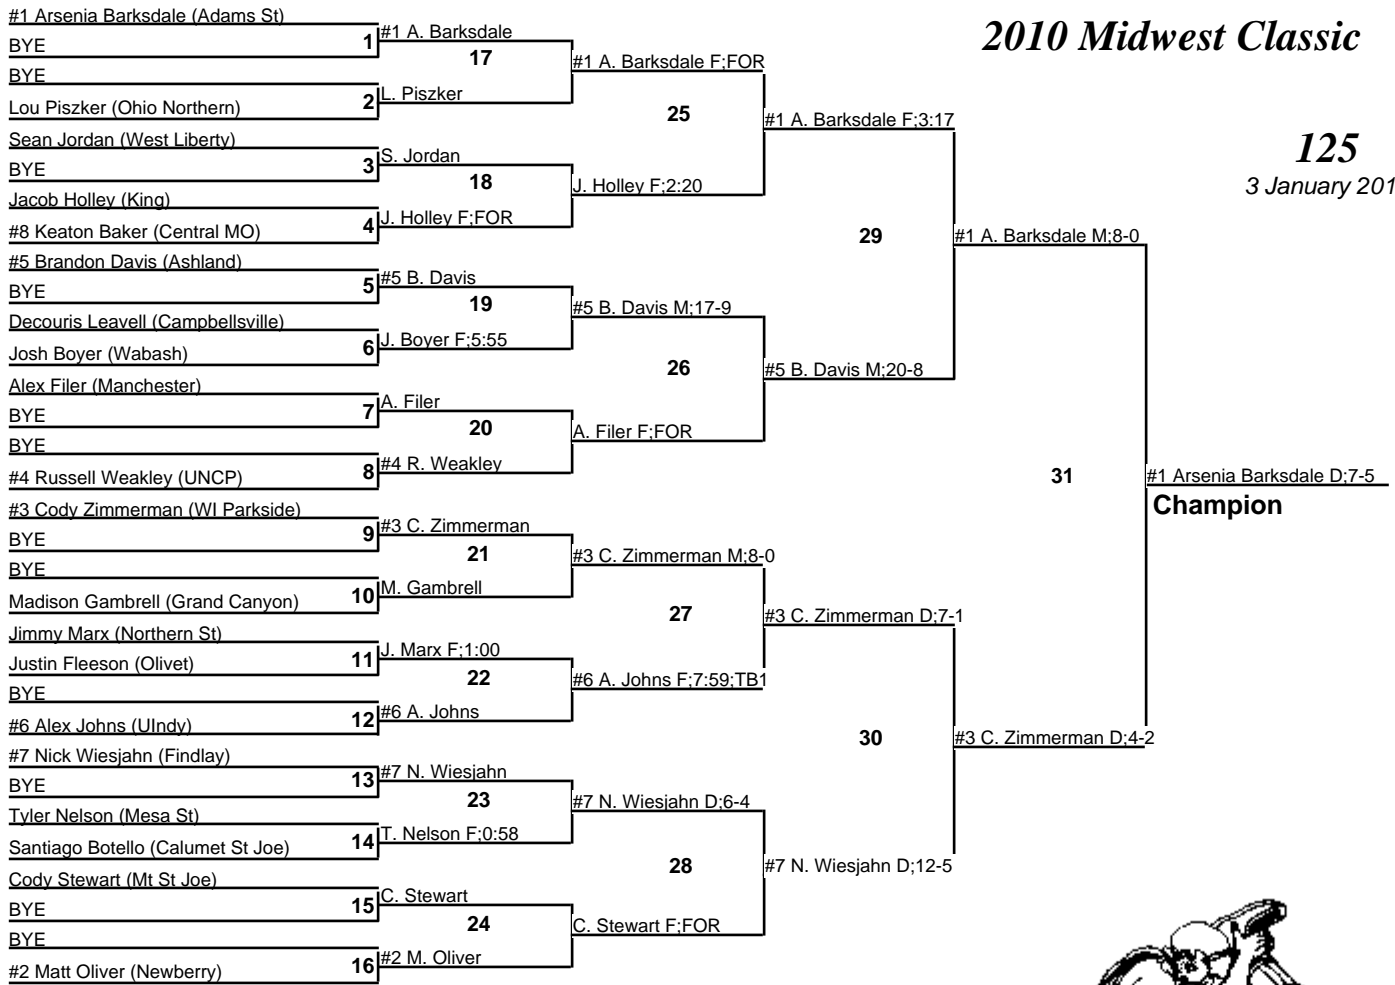 2010 Midwest Classic
125
3 January 201
#1 Arsenia Barksdale (Adams St)
BYE
BYE
Lou Piszker (Ohio Northern)
Sean Jordan (West Liberty)
BYE
Jacob Holley (King)
#8 Keaton Baker (Central MO)
#5 Brandon Davis (Ashland)
BYE
Decouris Leavell (Campbellsville)
Josh Boyer (Wabash)
Alex Filer (Manchester)
BYE
BYE
#4 Russell Weakley (UNCP)
#3 Cody Zimmerman (WI Parkside)
BYE
BYE
Madison Gambrell (Grand Canyon)
Jimmy Marx (Northern St)
Justin Fleeson (Olivet)
BYE
#6 Alex Johns (UIndy)
#7 Nick Wiesjahn (Findlay)
BYE
Tyler Nelson (Mesa St)
Santiago Botello (Calumet St Joe)
Cody Stewart (Mt St Joe)
BYE
BYE
#2 Matt Oliver (Newberry)
1 #1 A. Barksdale
2 L. Piszker
3 S. Jordan
4 J. Holley F;FOR
5 #5 B. Davis
6 J. Boyer F;5:55
7 A. Filer
8 #4 R. Weakley
9 #3 C. Zimmerman
10 M. Gambrell
11 J. Marx F;1:00
12 #6 A. Johns
13 #7 N. Wiesjahn
14 T. Nelson F;0:58
15 C. Stewart
16 #2 M. Oliver
17
#1 A. Barksdale F;FOR
18
J. Holley F;2:20
19
#5 B. Davis M;17-9
20
A. Filer F;FOR
21
#3 C. Zimmerman M;8-0
22
#6 A. Johns F;7:59;TB1
23
#7 N. Wiesjahn D;6-4
24
C. Stewart F;FOR
25
#1 A. Barksdale F;3:17
26
#5 B. Davis M;20-8
27
#3 C. Zimmerman D;7-1
28
#7 N. Wiesjahn D;12-5
29
#1 A. Barksdale M;8-0
30
#3 C. Zimmerman D;4-2
31
#1 Arsenia Barksdale D;7-5
Champion